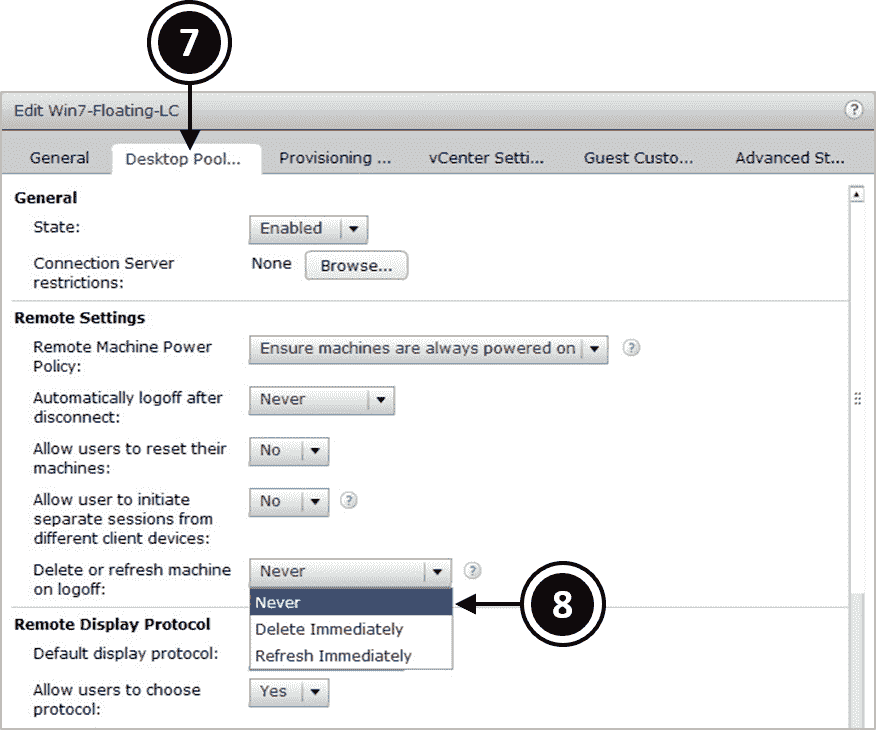 7
Edit Win7-Floating-LC
?
General
Desktop Pool...
Provisioning ...
vCenter Setti...
Guest Custo...
Advanced St...
General
State:
Enabled
Connection Server
restrictions:
None
Browse...
Remote Settings
Remote Machine Power
Policy:
Ensure machines are always powered on
?
Automatically logoff after
disconnect:
Never
Allow users to reset their
machines:
No
Allow user to initiate
separate sessions from
different client devices:
No
?
Delete or refresh machine
on logoff:
Never
?
Never
Delete Immediately
Refresh Immediately
8
Remote Display Protocol
Default display protocol:
Allow users to choose
protocol:
Yes